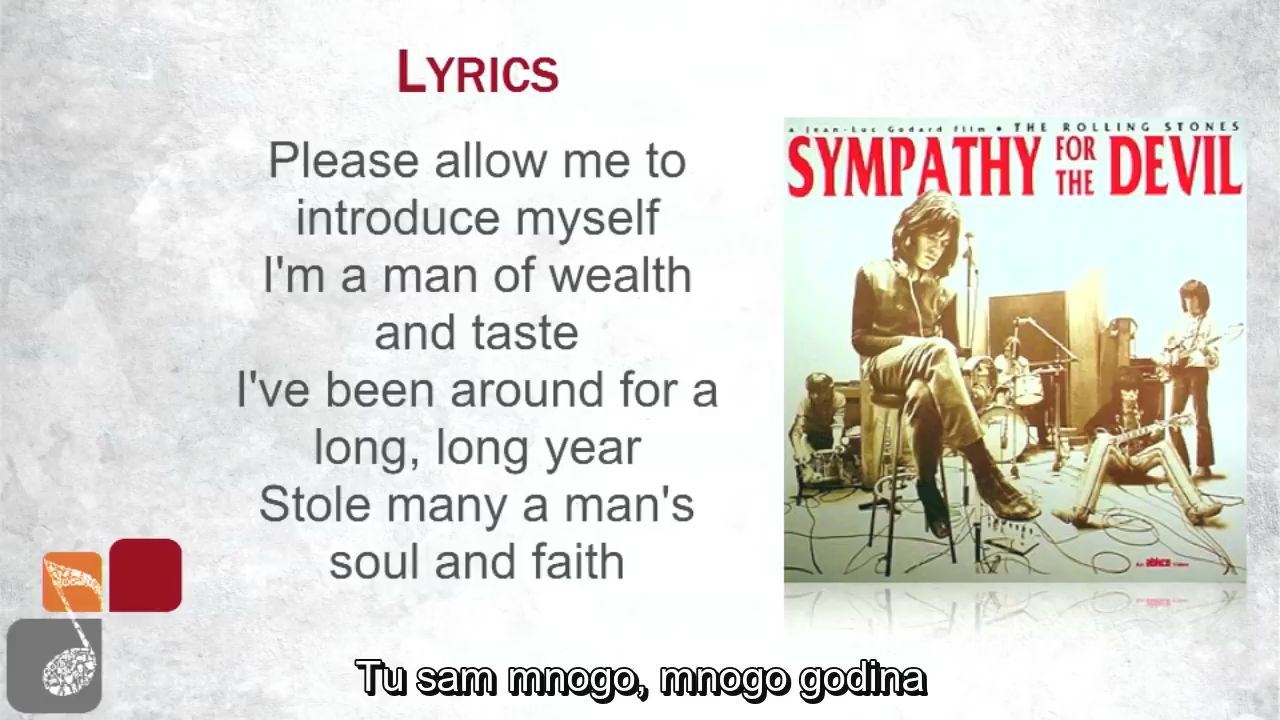 LYRICS
Please allow me to
introduce myself
I'm a man of wealth
and taste
I've been around for a
long, long year
Stole many a man's
soul and faith
a Jean-Luc Godard film • THE ROLLING STONES
SYMPATHY FOR THE DEVIL
Tu sam mnogo, mnogo godina